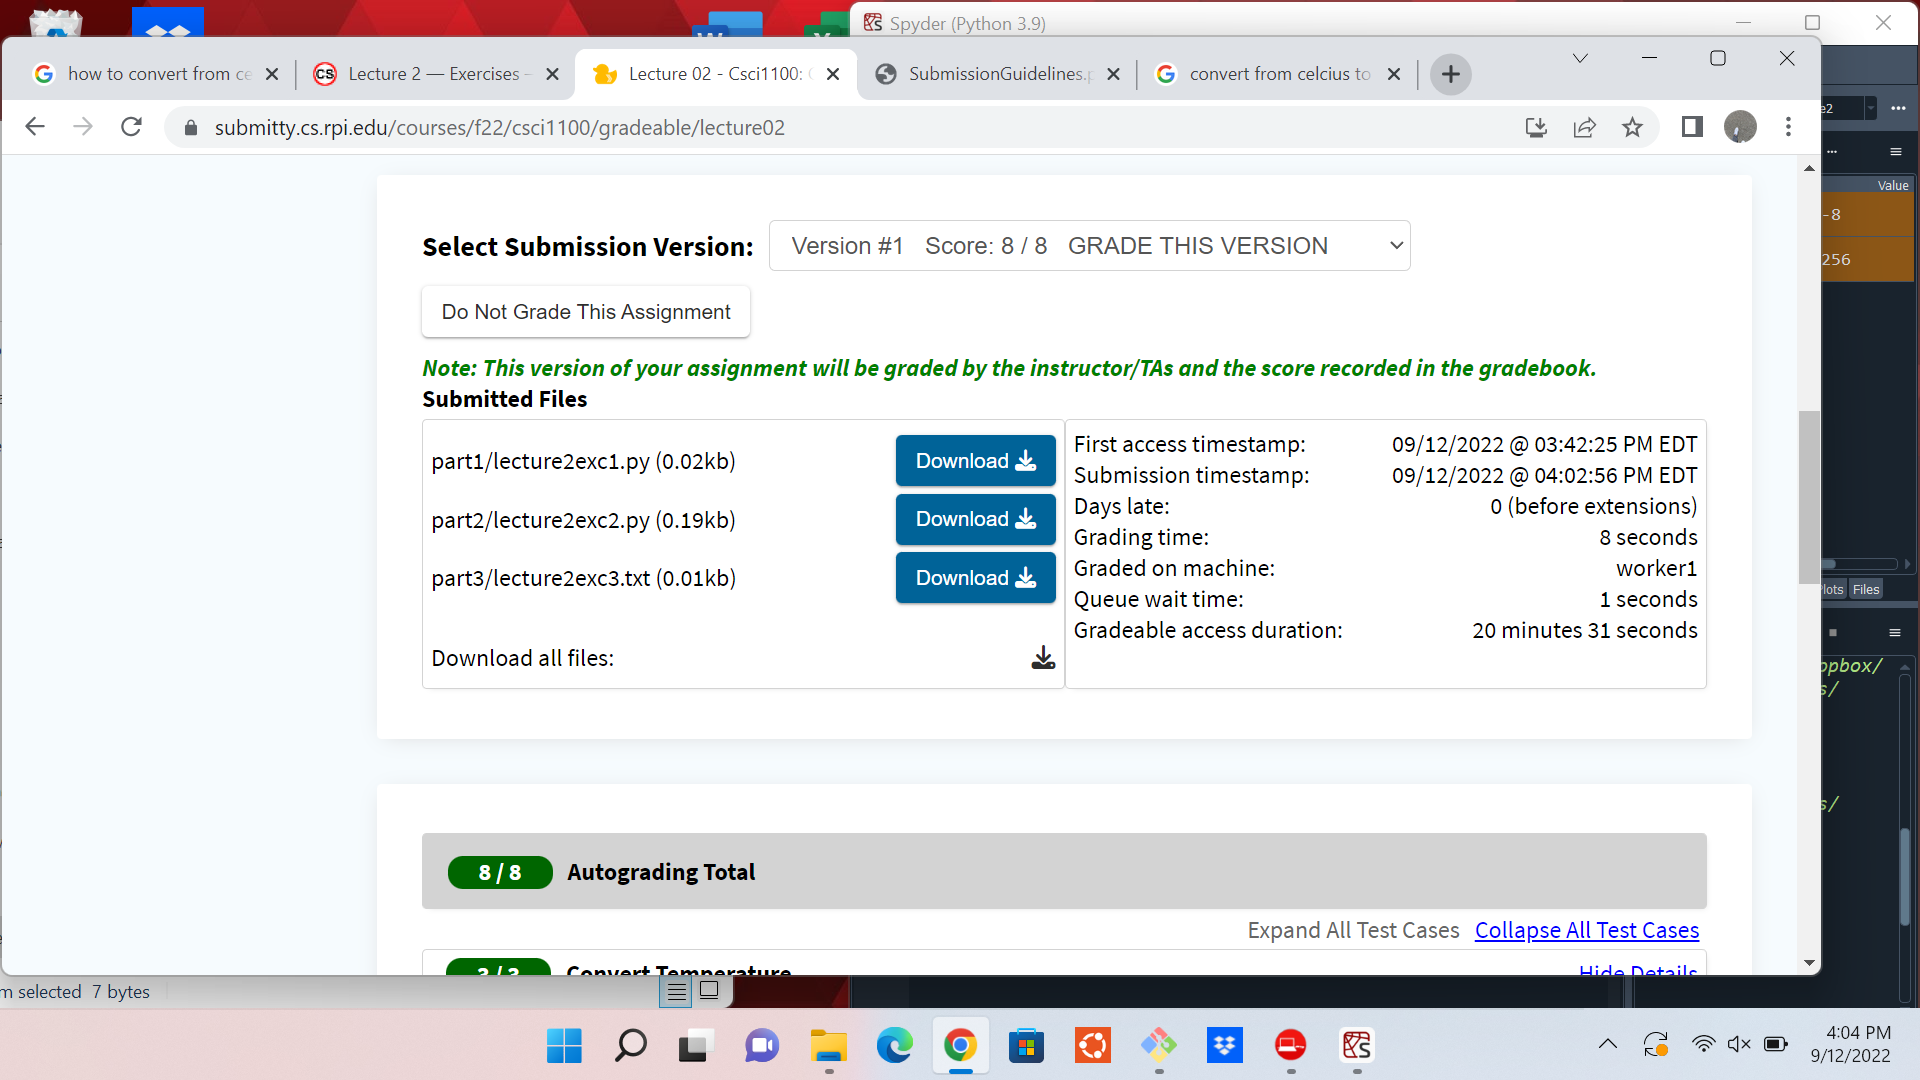 Spyder (Python 3.9)
how to convert from ce
Lecture 2 — Exercises -
Lecture 02 - Csci1100:
SubmissionGuidelines.p
convert from celcius to
submitty.cs.rpi.edu/courses/f22/csci1100/gradeable/lecture02
Value
-8
256
Select Submission Version:
Version #1 Score: 8 / 8 GRADE THIS VERSION
Do Not Grade This Assignment
Note: This version of your assignment will be graded by the instructor/TAs and the score recorded in the gradebook.
Submitted Files
part1/lecture2exc1.py (0.02kb)
Download
part2/lecture2exc2.py (0.19kb)
Download
part3/lecture2exc3.txt (0.01kb)
Download
Download all files:
First access timestamp: 09/12/2022 @ 03:42:25 PM EDT
Submission timestamp: 09/12/2022 @ 04:02:56 PM EDT
Days late: 0 (before extensions)
Grading time: 8 seconds
Graded on machine: worker1
Queue wait time: 1 seconds
Gradeable access duration: 20 minutes 31 seconds
lots Files
opbox/
s/
s/
8 / 8 Autograding Total
Expand All Test Cases Collapse All Test Cases
3 / 3 Convert Temperature Hide Details
m selected 7 bytes
4:04 PM
9/12/2022